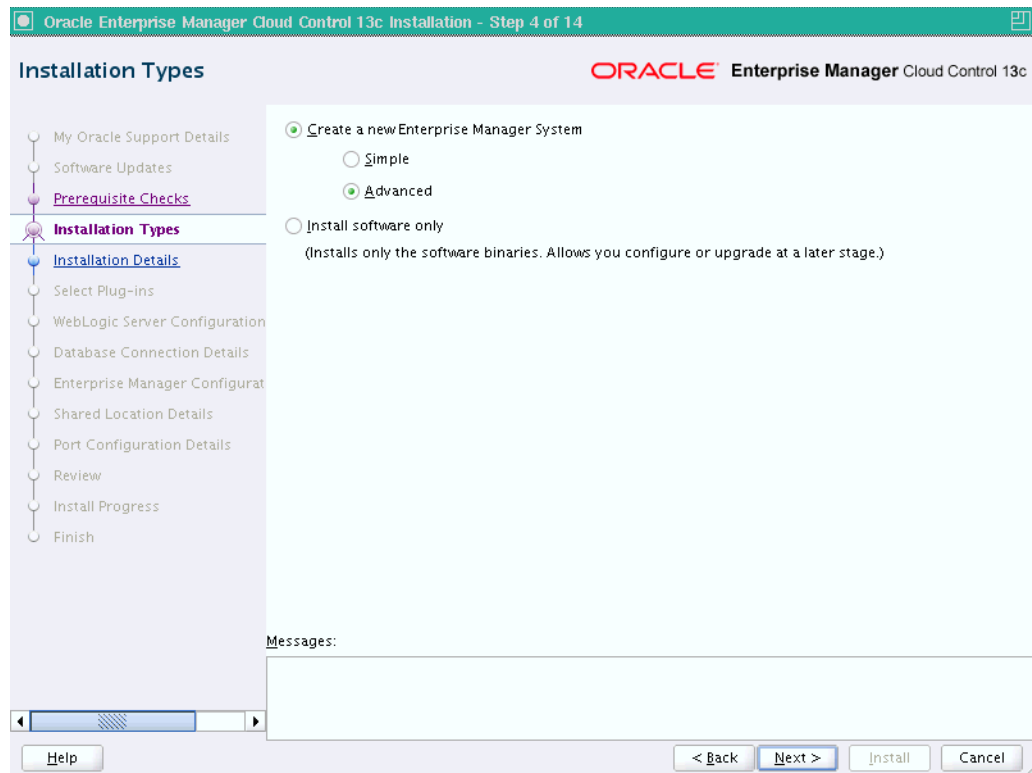 Oracle Enterprise Manager Cloud Control 13c Installation - Step 4 of 14
Installation Types
ORACLE Enterprise Manager Cloud Control 13c
My Oracle Support Details
Software Updates
Prerequisite Checks
Installation Types
Installation Details
Select Plug-ins
WebLogic Server Configuration
Database Connection Details
Enterprise Manager Configurat
Shared Location Details
Port Configuration Details
Review
Install Progress
Finish
Create a new Enterprise Manager System
Simple
Advanced
Install software only
(Installs only the software binaries. Allows you configure or upgrade at a later stage.)
Messages:
Help
< Back
Next >
Install
Cancel